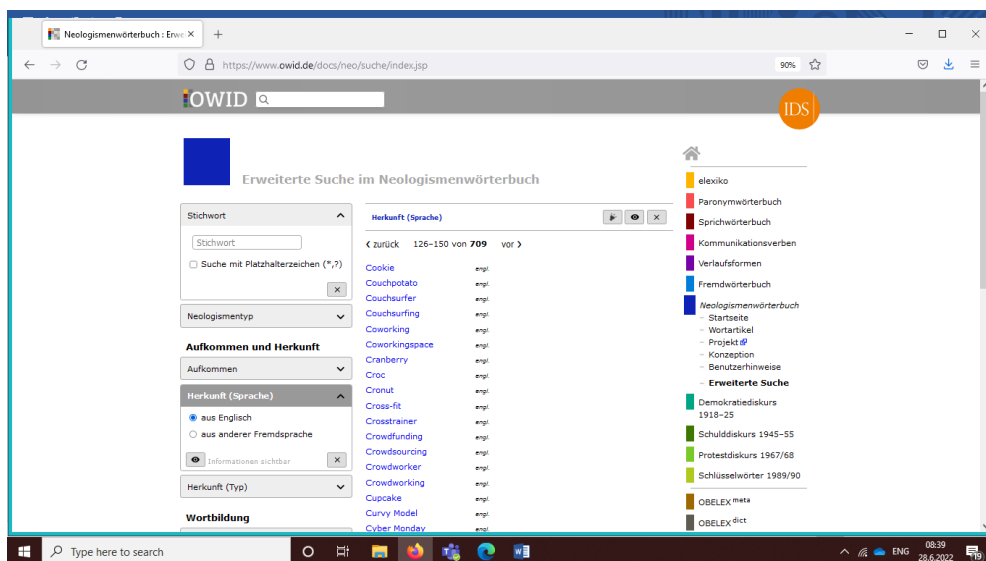 Neologismenwörterbuch : Erwe
https://www.owid.de/docs/neo/suche/index.jsp
90%
OWID
IDS
Erweiterte Suche im Neologismenwörterbuch
Stichwort
Stichwort
Suche mit Platzhalterzeichen (*,?)
Neologismentyp
Aufkommen und Herkunft
Aufkommen
Herkunft (Sprache)
aus Englisch
aus anderer Fremdsprache
Informationen sichtbar
Herkunft (Typ)
Wortbildung
Herkunft (Sprache)
zurück 126–150 von 709 vor
Cookie engl.
Couchpotato engl.
Couchsurfer engl.
Couchsurfing engl.
Coworking engl.
Coworkingspace engl.
Cranberry engl.
Croc engl.
Cronut engl.
Cross-fit engl.
Crosstrainer engl.
Crowdfunding engl.
Crowdsourcing engl.
Crowdworker engl.
Crowdworking engl.
Cupcake engl.
Curvy Model engl.
Cyber Monday engl.
elexiko
Paronymwörterbuch
Sprichwörterbuch
Kommunikationsverben
Verlaufsformen
Fremdwörterbuch
Neologismenwörterbuch
– Startseite
– Wortartikel
– Projekt
– Konzeption
– Benutzerhinweise
– Erweiterte Suche
Demokratiediskurs
1918–25
Schulddiskurs 1945–55
Protestdiskurs 1967/68
Schlüsselwörter 1989/90
OBELEX meta
OBELEX dict
Type here to search
ENG
08:39
28.6.2022
19